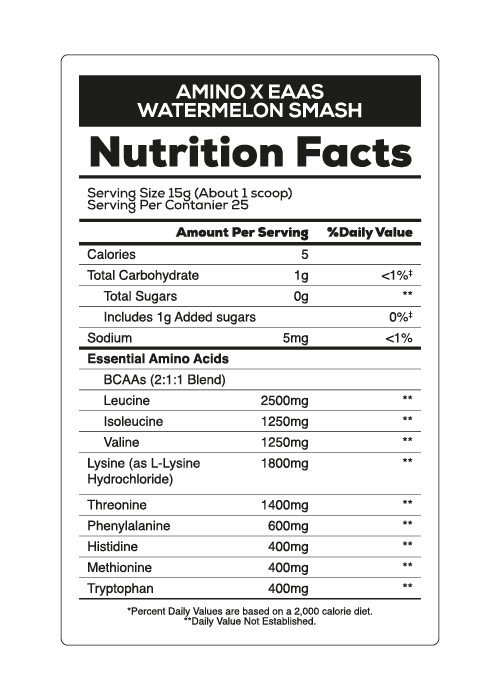 AMINO X EAAS
WATERMELON SMASH
Nutrition Facts
Serving Size 15g (About 1 scoop)
Serving Per Contanier 25
Amount Per Serving %Daily Value
Calories 5
Total Carbohydrate 1g <1%‡
Total Sugars 0g **
Includes 1g Added sugars 0%‡
Sodium 5mg <1%
Essential Amino Acids
BCAAs (2:1:1 Blend)
Leucine 2500mg **
Isoleucine 1250mg **
Valine 1250mg **
Lysine (as L-Lysine 1800mg **
Hydrochloride)
Threonine 1400mg **
Phenylalanine 600mg **
Histidine 400mg **
Methionine 400mg **
Tryptophan 400mg **
*Percent Daily Values are based on a 2,000 calorie diet.
**Daily Value Not Established.